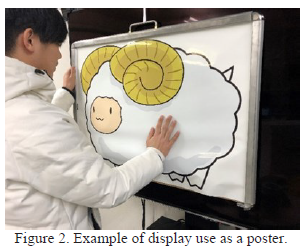 Figure 2. Example of display use as a poster.